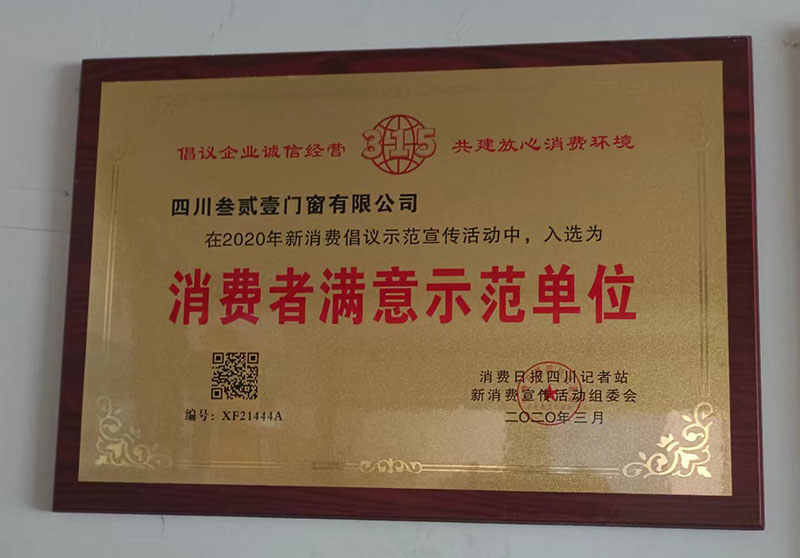 倡议企业诚信经营 315 共建放心消费环境
四川叁贰壹门窗有限公司
在2020年新消费倡议示范宣传活动中，入选为
消费者满意示范单位
消费日报四川记者站
新消费宣传活动组委会
编号：XF21444A
二〇二〇年三月